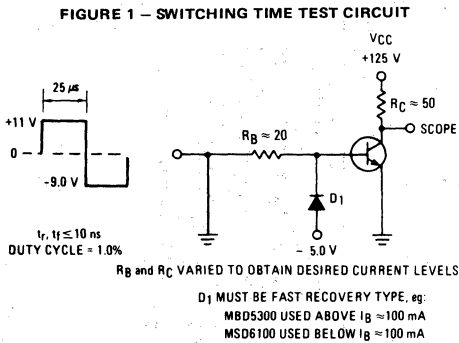 FIGURE 1 – SWITCHING TIME TEST CIRCUIT
VCC
+125 V
25 µs
RC ≈ 50
+11 V
SCOPE
RB ≈ 20
0
D1
–9.0 V
– 5.0 V
tr, tf ≤ 10 ns
DUTY CYCLE = 1.0%
RB and RC VARIED TO OBTAIN DESIRED CURRENT LEVELS
D1 MUST BE FAST RECOVERY TYPE, eg:
MBD5300 USED ABOVE IB ≈ 100 mA
MSD6100 USED BELOW IB ≈ 100 mA